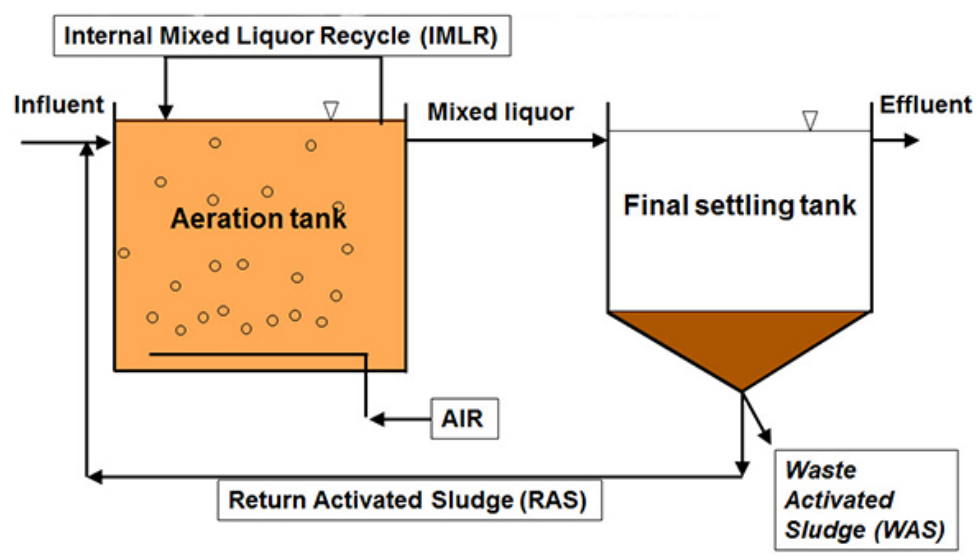 Internal Mixed Liquor Recycle (IMLR)
Influent
Mixed liquor
Effluent
Aeration tank
Final settling tank
AIR
Return Activated Sludge (RAS)
Waste
Activated
Sludge (WAS)